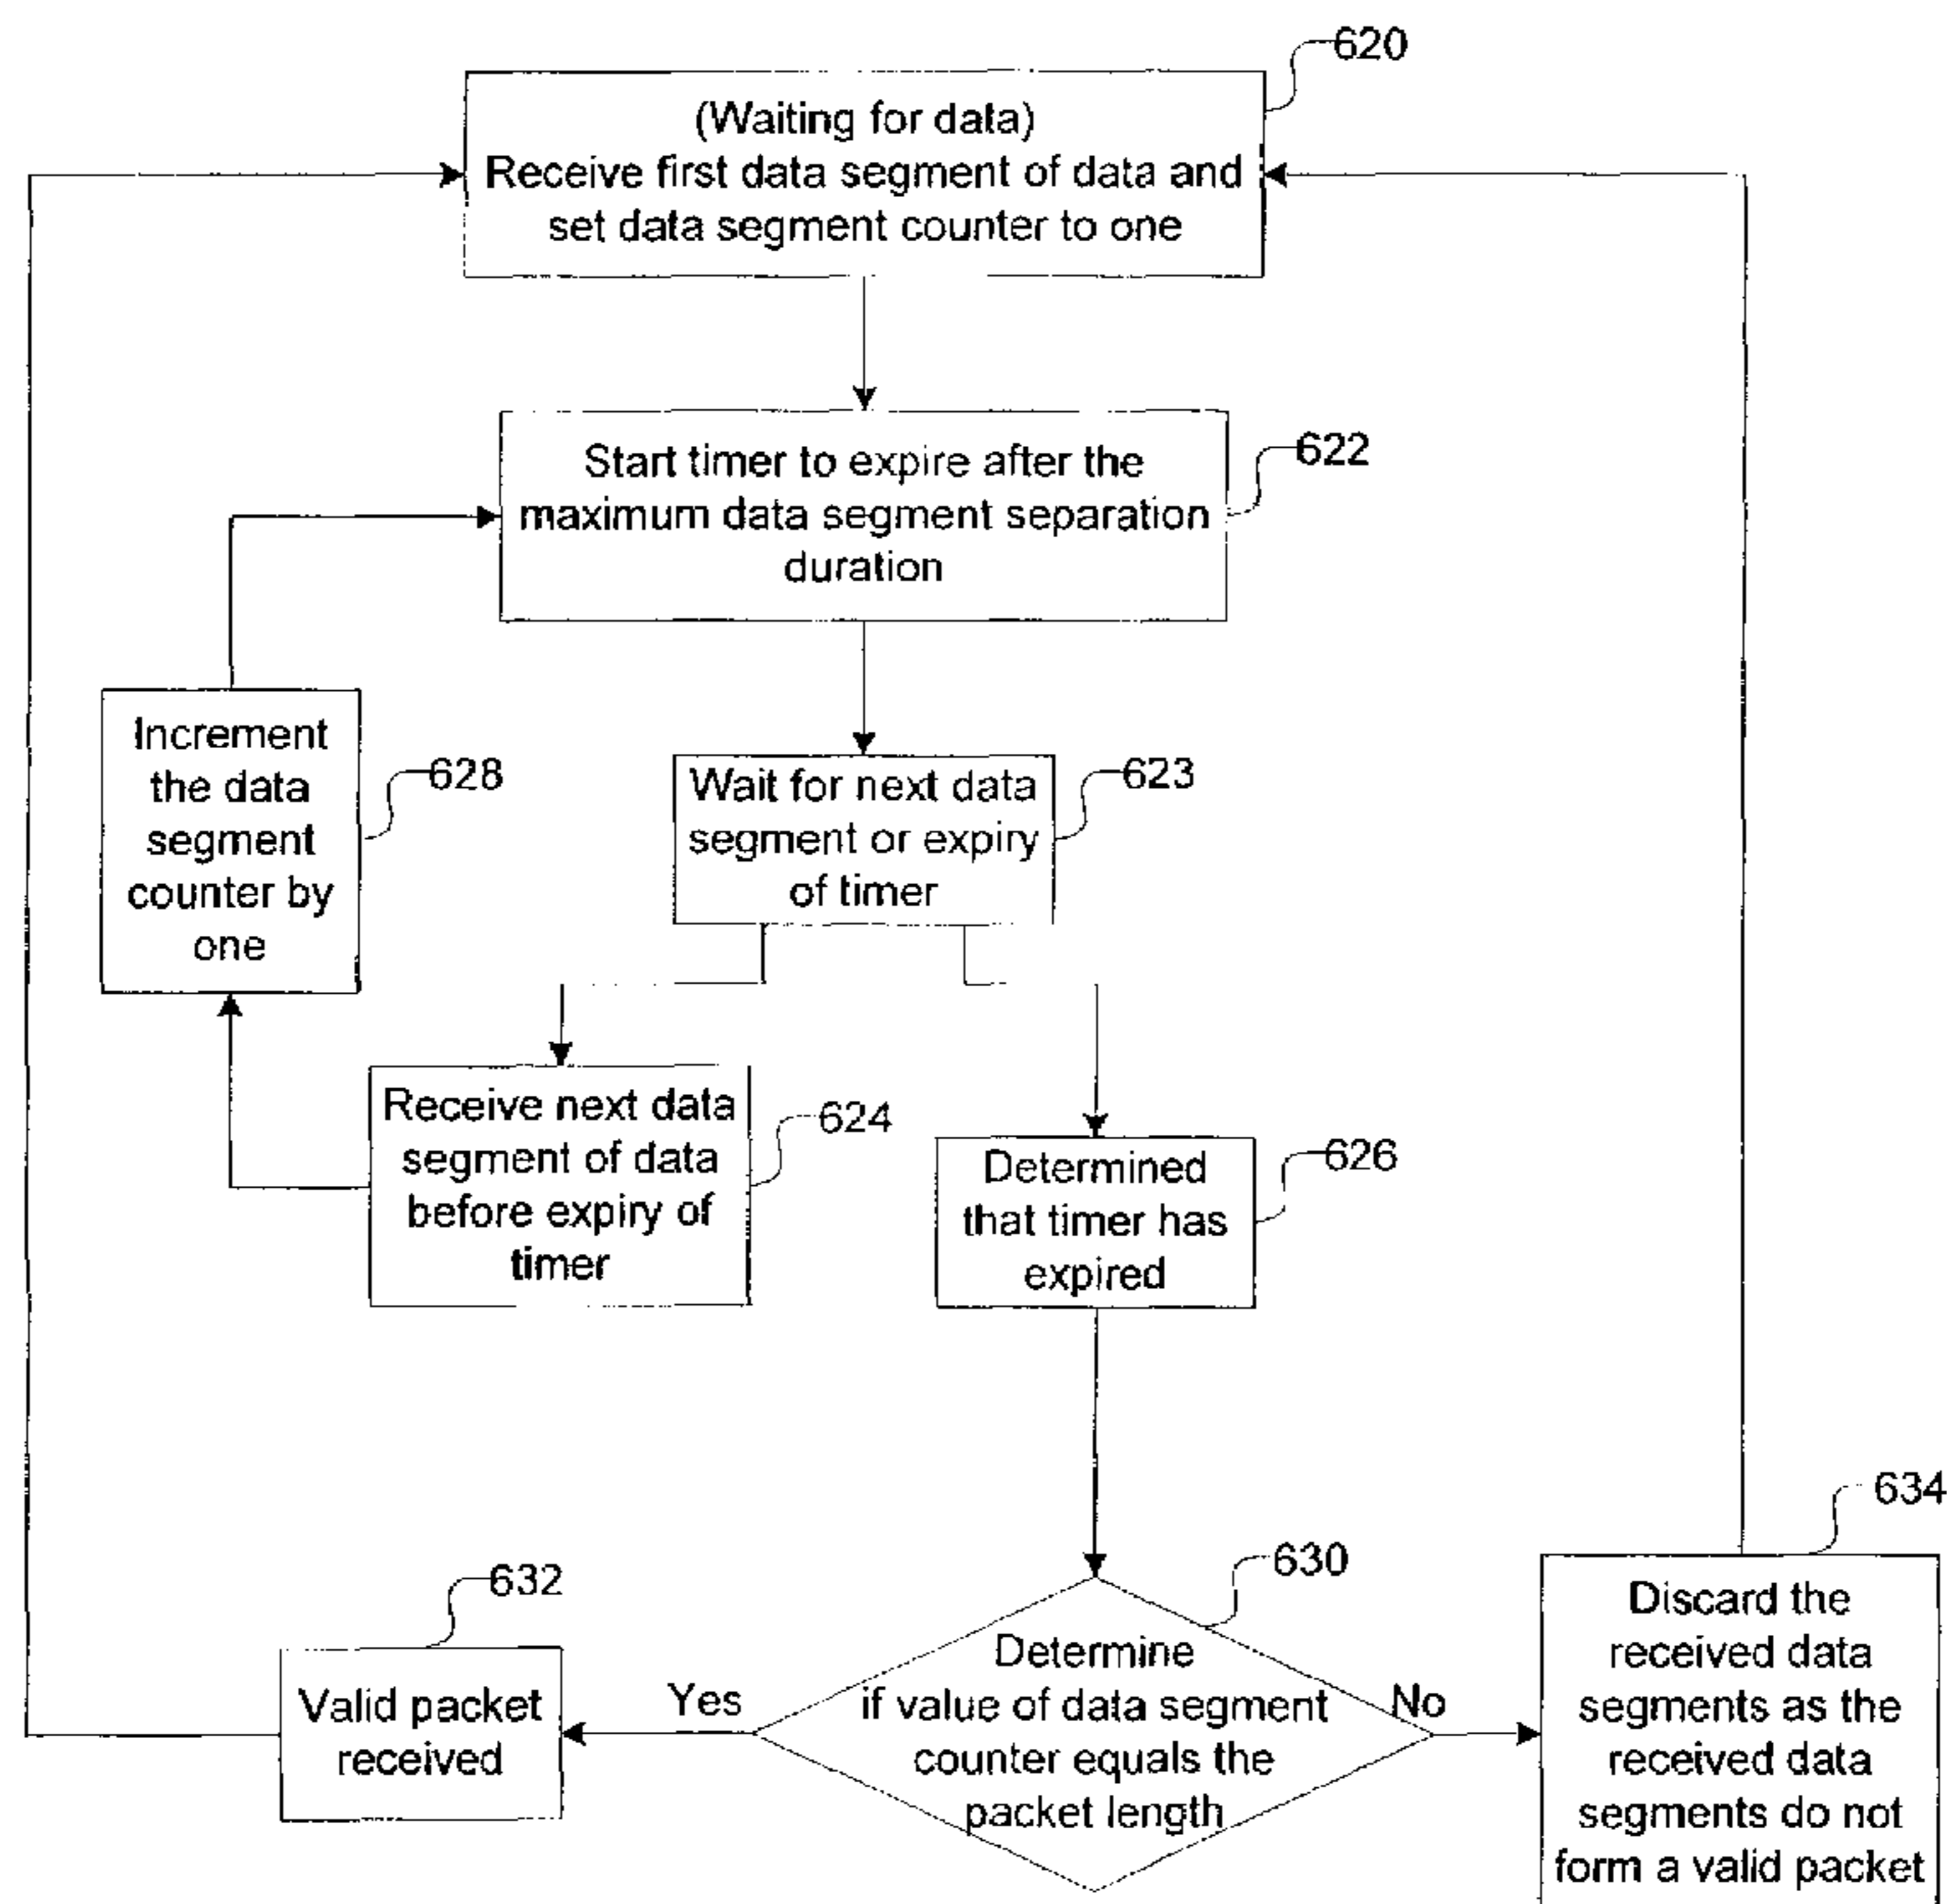 620
(Waiting for data)
Receive first data segment of data and
set data segment counter to one
Start timer to expire after the
maximum data segment separation
duration
622
Increment
the data
segment
counter by
one
628
Wait for next data
segment or expiry
of timer
623
Receive next data
segment of data
before expiry of
timer
624
Determined
that timer has
expired
626
630
Determine
if value of data segment
counter equals the
packet length
Yes
No
632
Valid packet
received
634
Discard the
received data
segments as the
received data
segments do not
form a valid packet